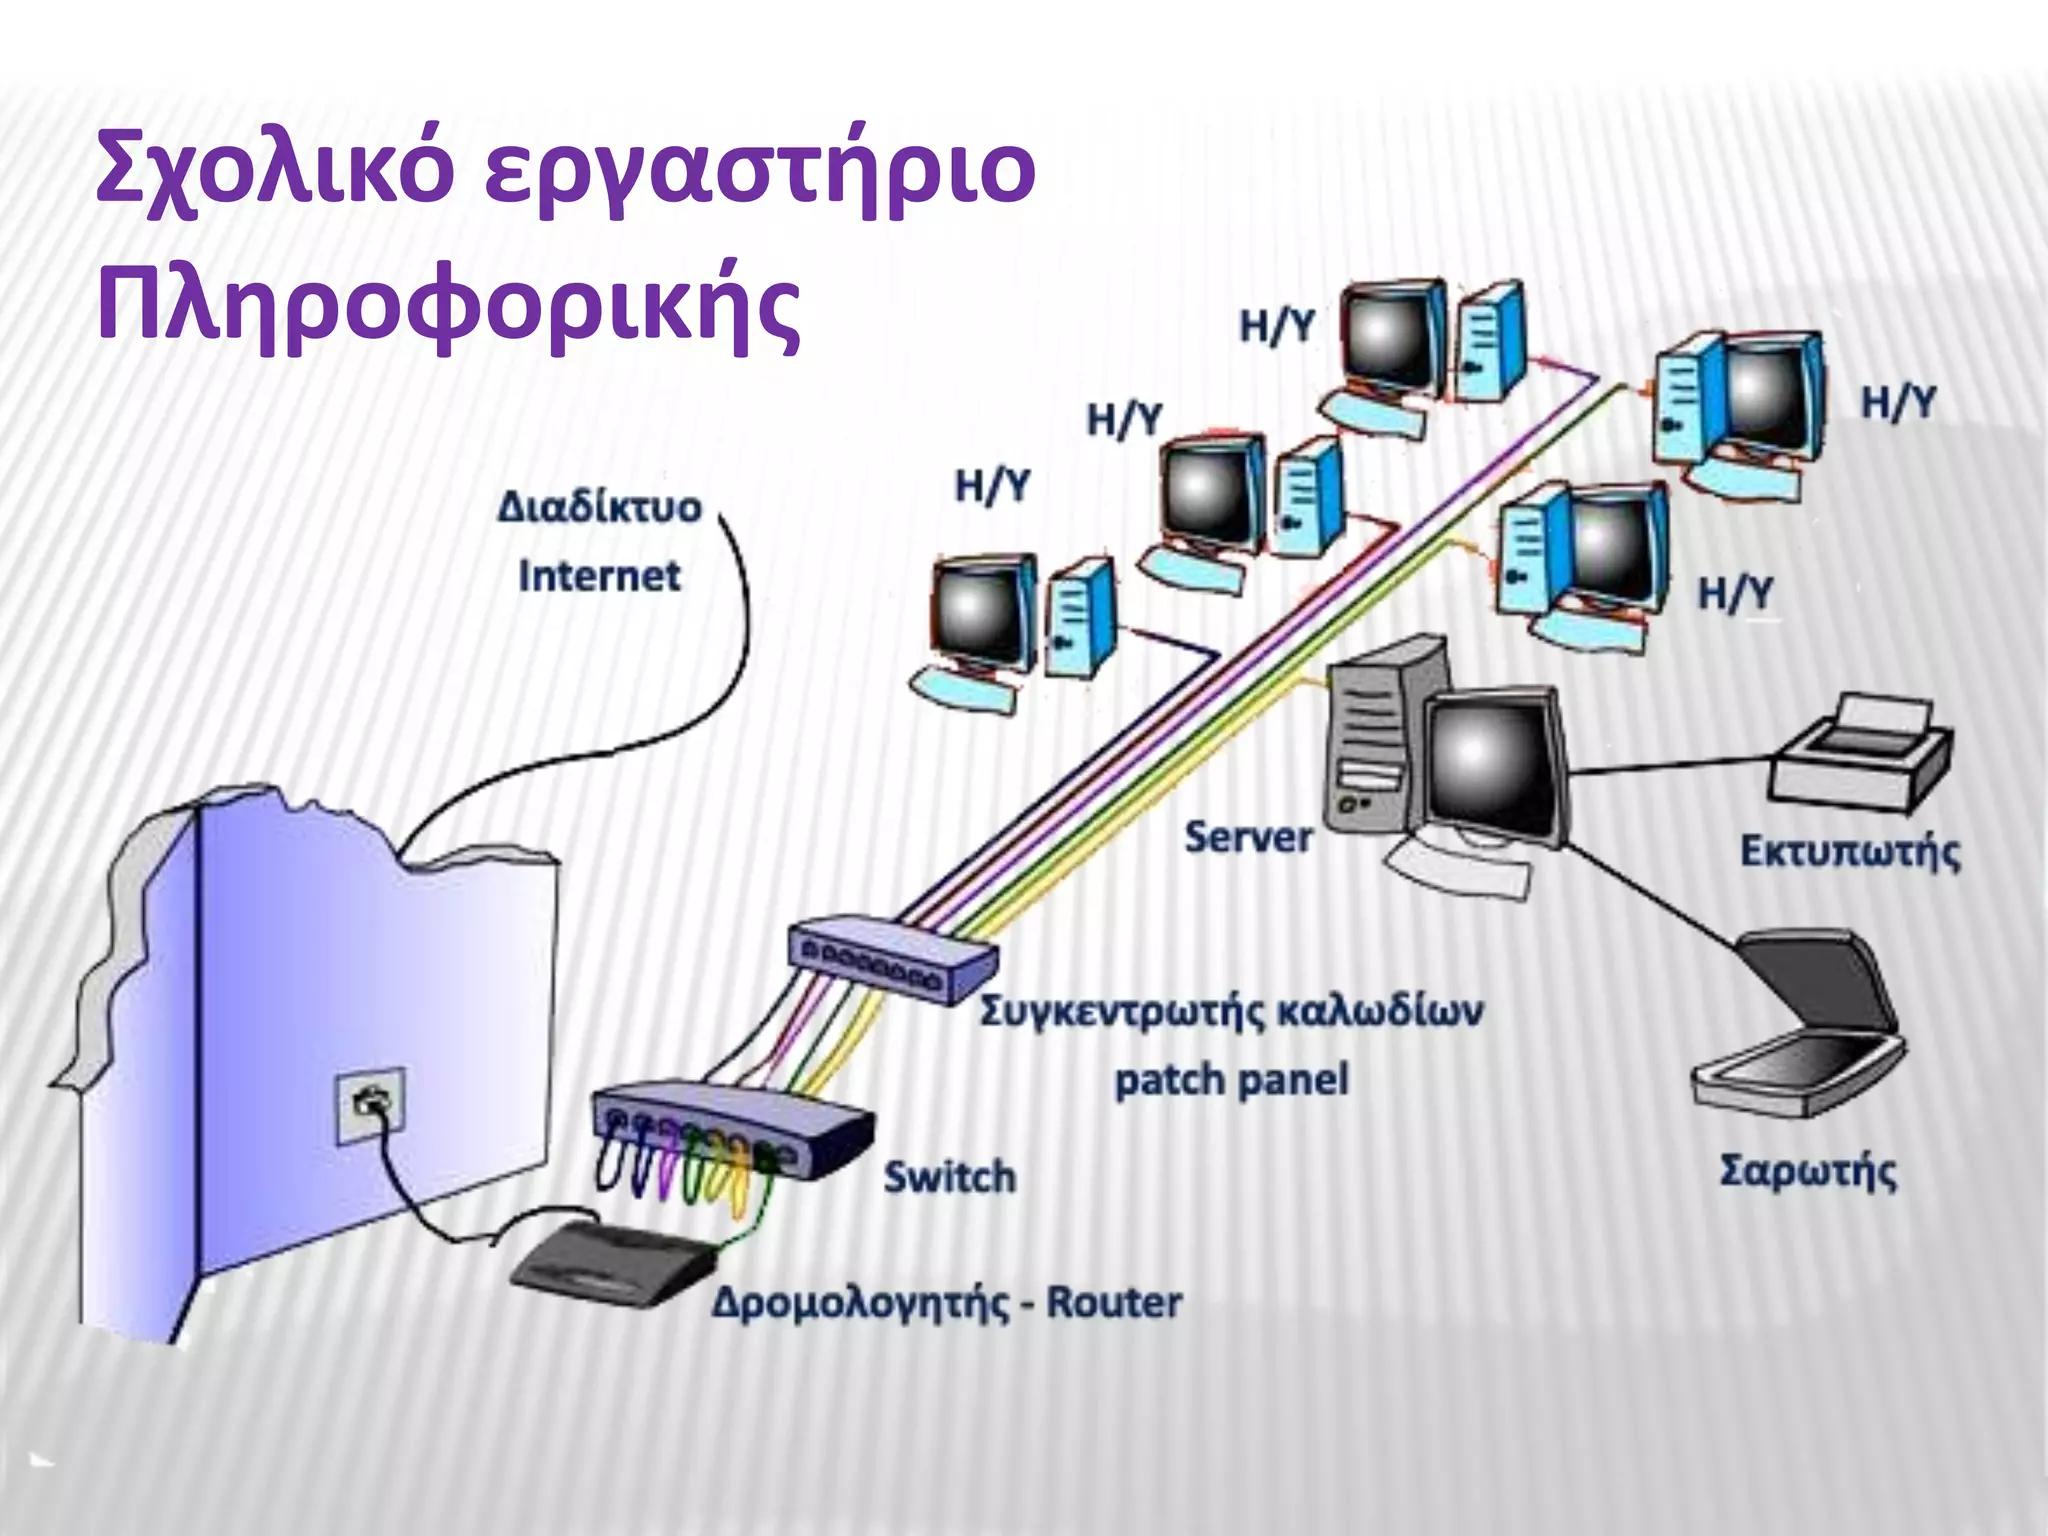 Σχολικό εργαστήριο
Πληροφορικής
Η/Υ
Η/Υ
Η/Υ
Η/Υ
Διαδίκτυο
Internet
Η/Υ
Server
Εκτυπωτής
Συγκεντρωτής καλωδίων
patch panel
Switch
Σαρωτής
Δρομολογητής - Router